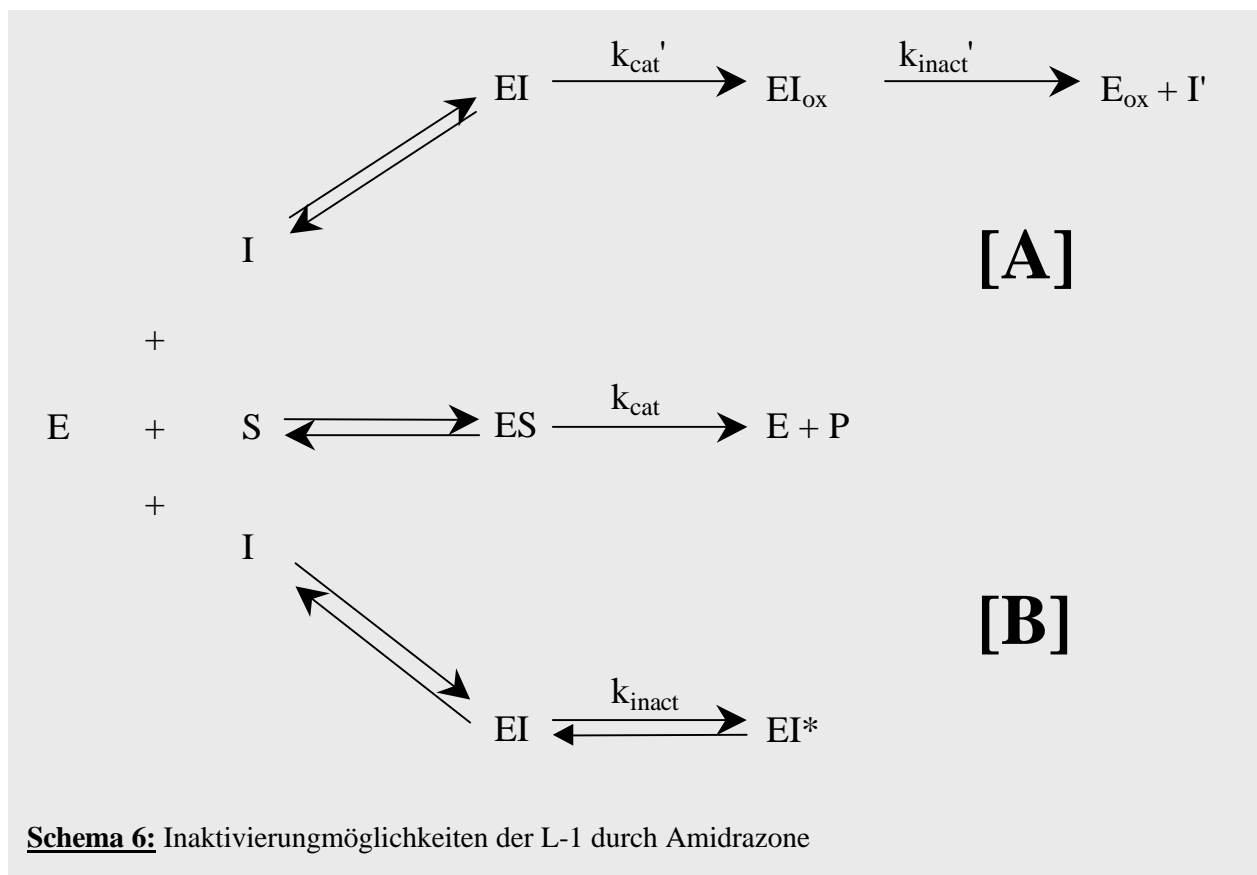 EI k_cat' EI_ox k_inact' E_ox + I'
I
[A]
+
E + S ES k_cat E + P
+
I
[B]
EI k_inact EI*
Schema 6: Inaktivierungmöglichkeiten der L-1 durch Amidrazone